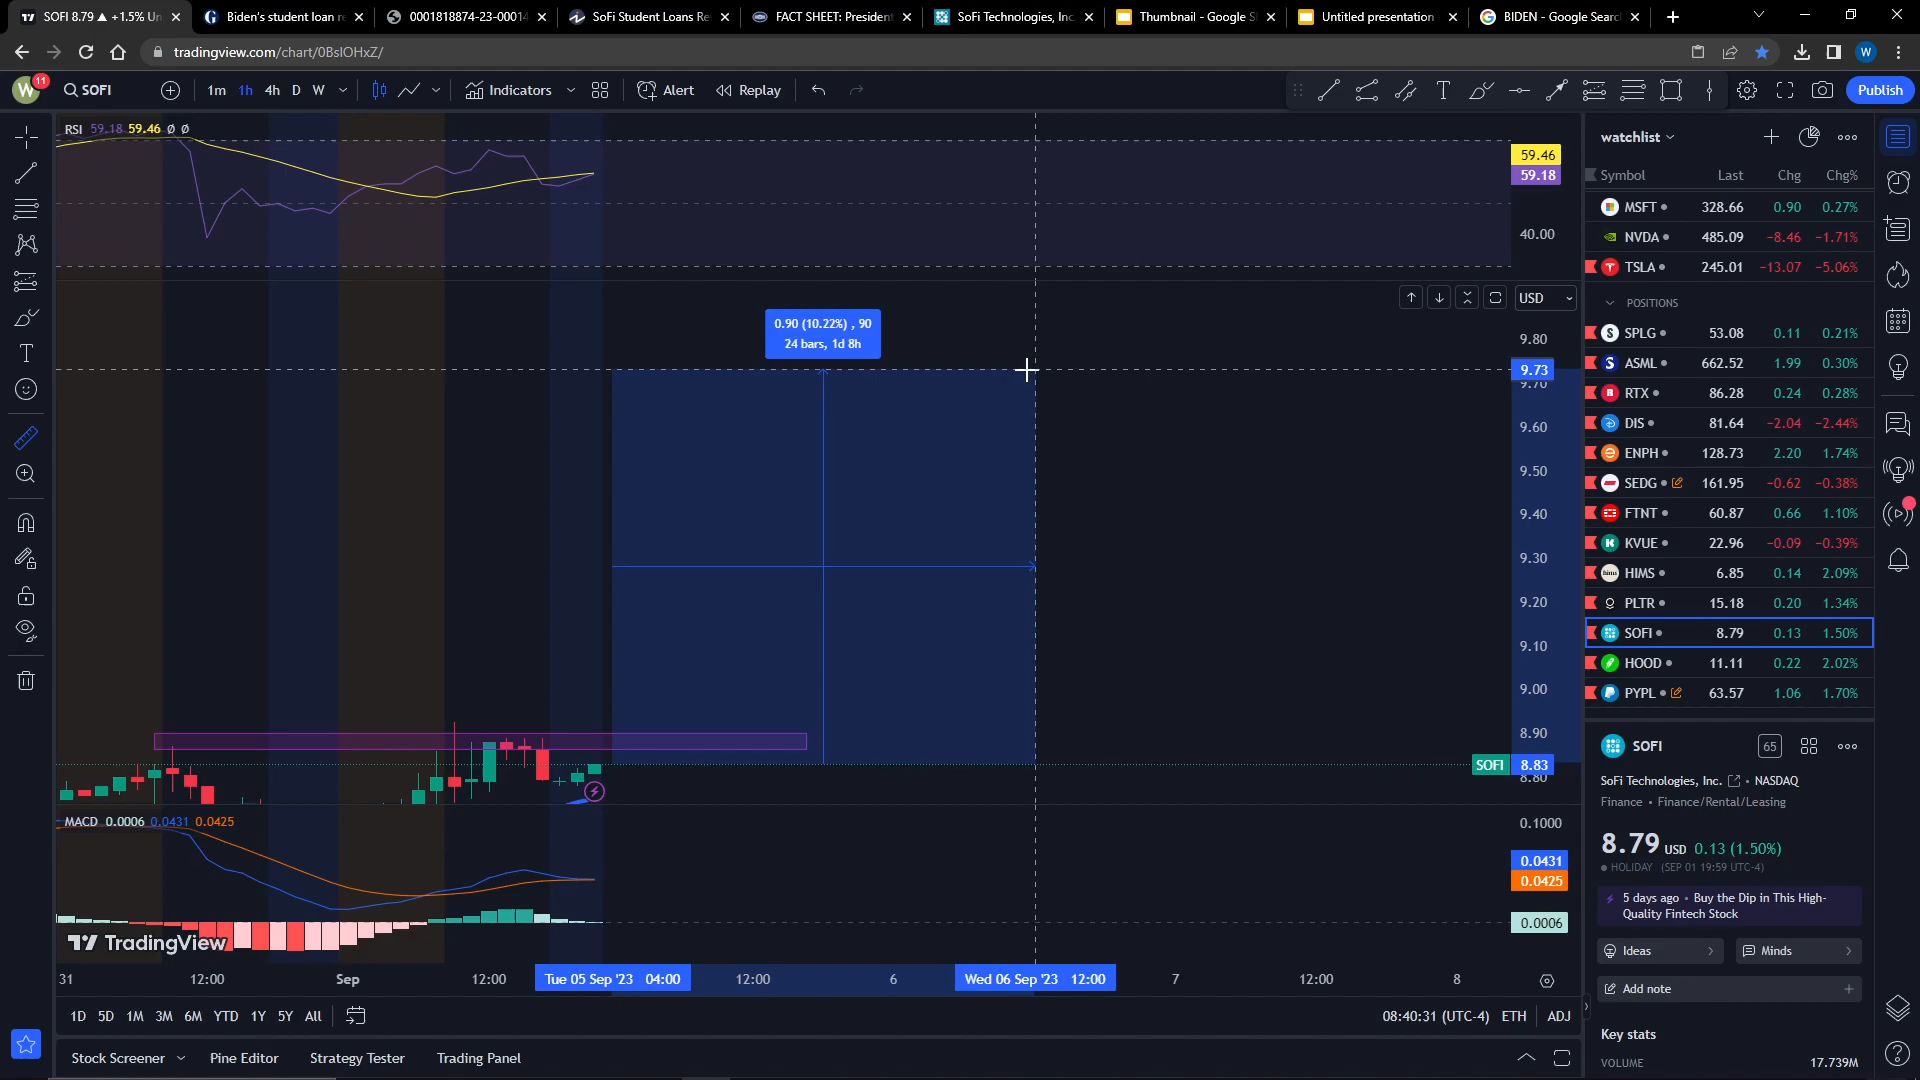 SOFI 8.79 ▲ +1.5% Un
Biden's student loan re
0001818874-23-0001
SoFi Student Loans Re
FACT SHEET: President
SoFi Technologies, Inc.
Thumbnail - Google S
Untitled presentation
BIDEN - Google Searc
tradingview.com/chart/0BslOHxZ/
W
W 11
SOFI
1m 1h 4h D W
Indicators
Alert
Replay
Publish
RSI 59.18 59.46 Ø Ø
59.46
59.18
40.00
USD
0.90 (10.22%) , 90
24 bars, 1d 8h
9.80
9.73
9.70
9.60
9.50
9.40
9.30
9.20
9.10
9.00
8.90
SOFI 8.83
8.80
MACD 0.0006 0.0431 0.0425
0.1000
0.0431
0.0425
0.0006
TradingView
31 12:00 Sep 12:00 Tue 05 Sep '23 04:00 12:00 6 Wed 06 Sep '23 12:00 7 12:00 8
1D 5D 1M 3M 6M YTD 1Y 5Y All
08:40:31 (UTC-4) ETH ADJ
Stock Screener Pine Editor Strategy Tester Trading Panel
watchlist
Symbol Last Chg Chg%
MSFT 328.66 0.90 0.27%
NVDA 485.09 −8.46 −1.71%
TSLA 245.01 −13.07 −5.06%
POSITIONS
SPLG 53.08 0.11 0.21%
ASML 662.52 1.99 0.30%
RTX 86.28 0.24 0.28%
DIS 81.64 −2.04 −2.44%
ENPH 128.73 2.20 1.74%
SEDG 161.95 −0.62 −0.38%
FTNT 60.87 0.66 1.10%
KVUE 22.96 −0.09 −0.39%
HIMS 6.85 0.14 2.09%
PLTR 15.18 0.20 1.34%
SOFI 8.79 0.13 1.50%
HOOD 11.11 0.22 2.02%
PYPL 63.57 1.06 1.70%
SOFI
65
SoFi Technologies, Inc. • NASDAQ
Finance • Finance/Rental/Leasing
8.79 USD 0.13 (1.50%)
HOLIDAY (SEP 01 19:59 UTC-4)
5 days ago • Buy the Dip in This High-
Quality Fintech Stock
Ideas
Minds
Add note
Key stats
VOLUME 17.739M